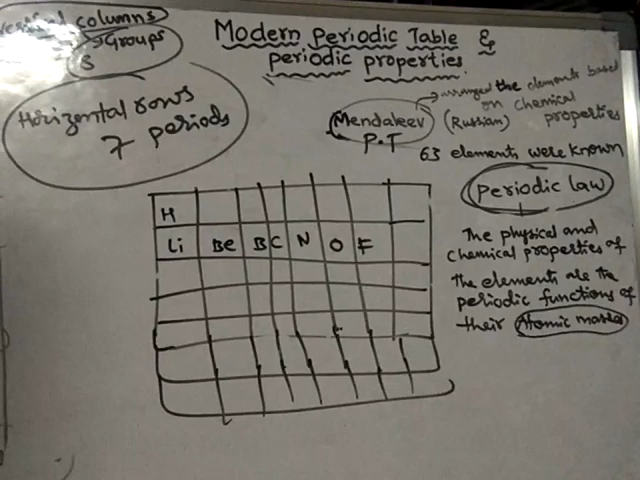 Vertical columns
Groups
8
Horizontal rows
7 periods
Modern Periodic Table &
periodic properties.
Mendaleev
P.T
(Russian)
arranged the elements based
on chemical
properties
63 elements were known
Periodic law
The physical and
chemical properties of
the elements are the
periodic functions of
their Atomic masses
H
Li Be B C N O F